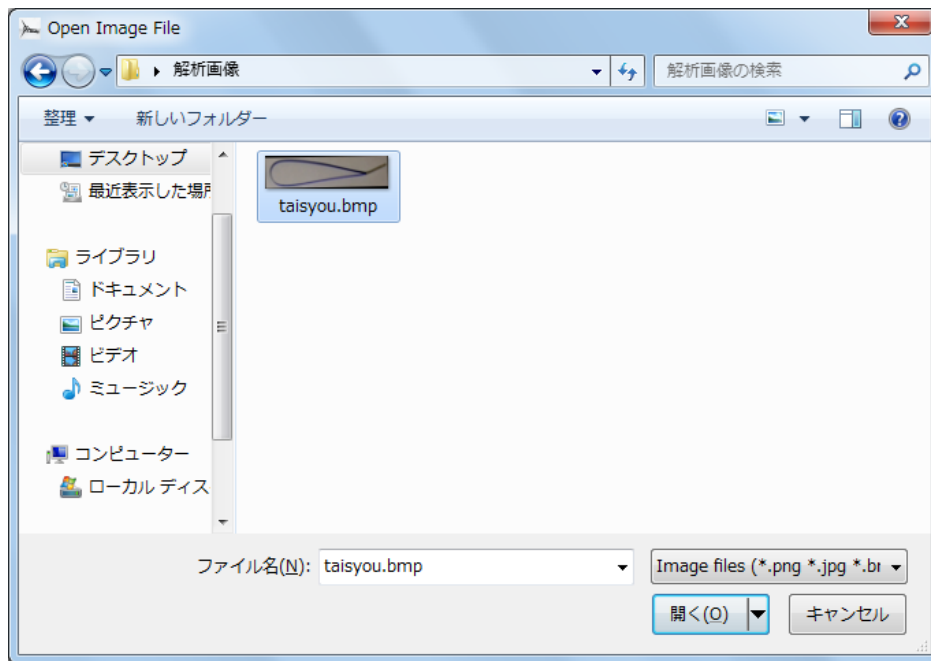 Open Image File
解析画像
解析画像の検索
整理
新しいフォルダー
デスクトップ
最近表示した場所
ライブラリ
ドキュメント
ピクチャ
ビデオ
ミュージック
コンピューター
ローカル ディス
taisyou.bmp
ファイル名(N): taisyou.bmp
Image files (*.png *.jpg *.br
開く(O)
キャンセル